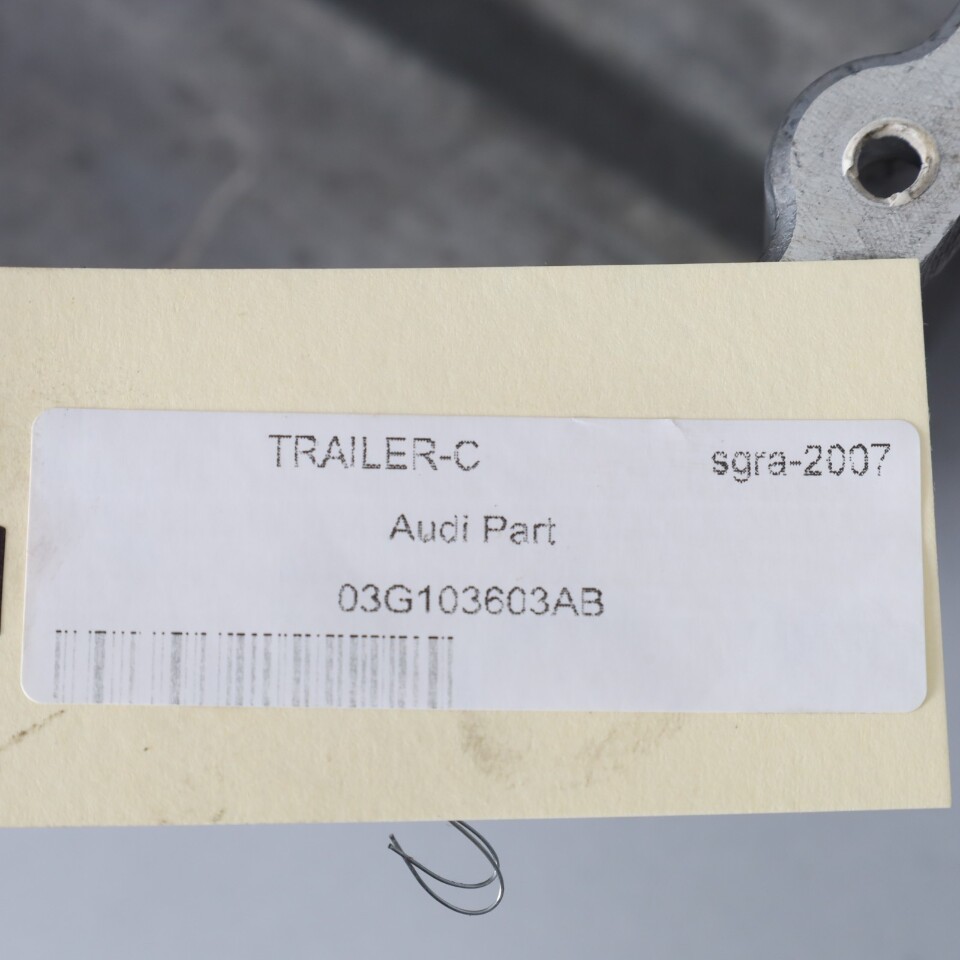 TRAILER-C sgra-2007
Audi Part
03G103603AB